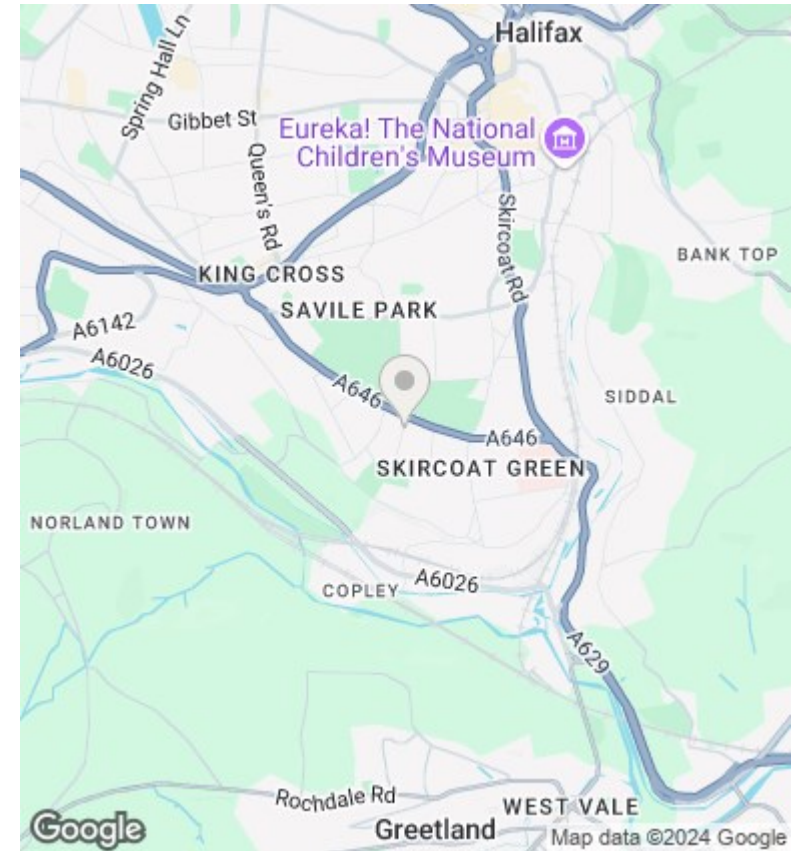 Halifax
Spring Hall Ln
Gibbet St
Eureka! The National
Children's Museum
Queen's Rd
Skircoat Rd
BANK TOP
KING CROSS
SAVILE PARK
A6142
A6026
A646
SIDDAL
A646
SKIRCOAT GREEN
NORLAND TOWN
A6026
COPLEY
A629
Rochdale Rd
WEST VALE
Greetland
Google
Map data ©2024 Google